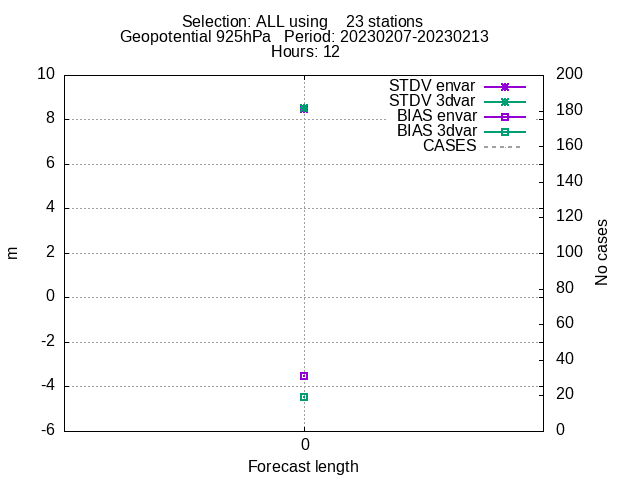 Selection: ALL using    23 stations
Geopotential 925hPa   Period: 20230207-20230213
Hours: 12
10
8
6
4
2
0
-2
-4
-6
m
STDV envar
STDV 3dvar
BIAS envar
BIAS 3dvar
CASES
200
180
160
140
120
100
80
60
40
20
0
No cases
0
Forecast length